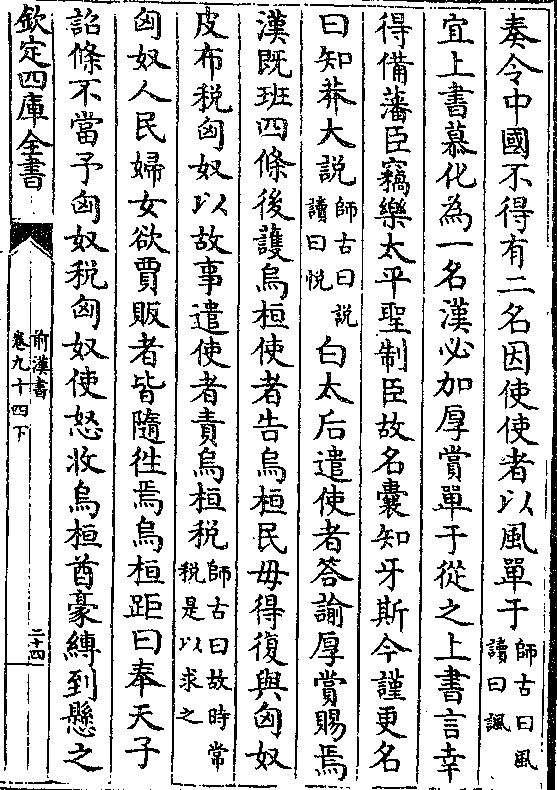 奏令中國不得有二名因使使者以風單于師古曰風讀曰諷
宜上書慕化為一名漢必加厚賞單于從之上書言幸
得備藩臣竊樂太平聖制臣故名囊知牙斯今謹更名
曰知莽大説師古曰説讀曰悦白太后遣使者答諭厚賞賜焉
漢既班四條後護烏桓使者告烏桓民毋得復與匈奴
皮布税匈奴以故事遣使者責烏桓税師古曰故時常税是以求之
匈奴人民婦女欲賈販者皆隨徃焉烏桓距曰奉天子
詔條不當予匈奴税匈奴使怒收烏桓酋豪縛到懸之
欽定四庫全書
前漢書
卷九十四下
二十四